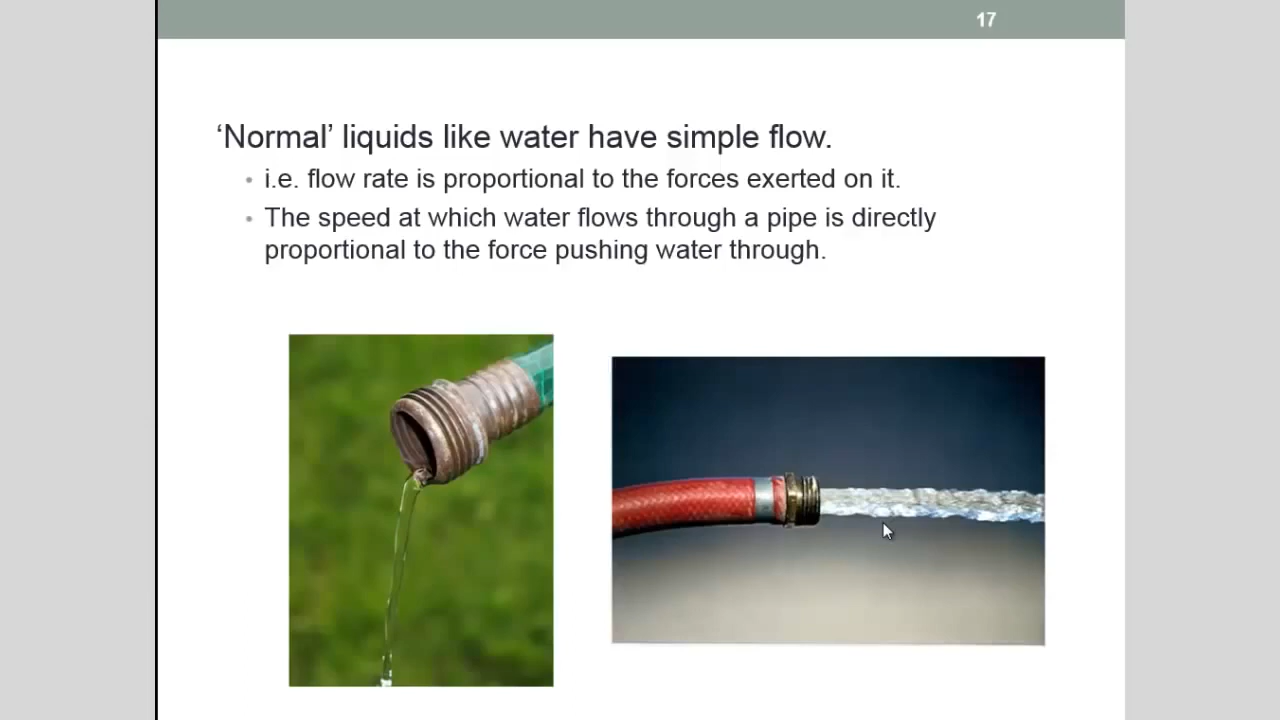 17
‘Normal’ liquids like water have simple flow.
• i.e. flow rate is proportional to the forces exerted on it.
• The speed at which water flows through a pipe is directly
proportional to the force pushing water through.